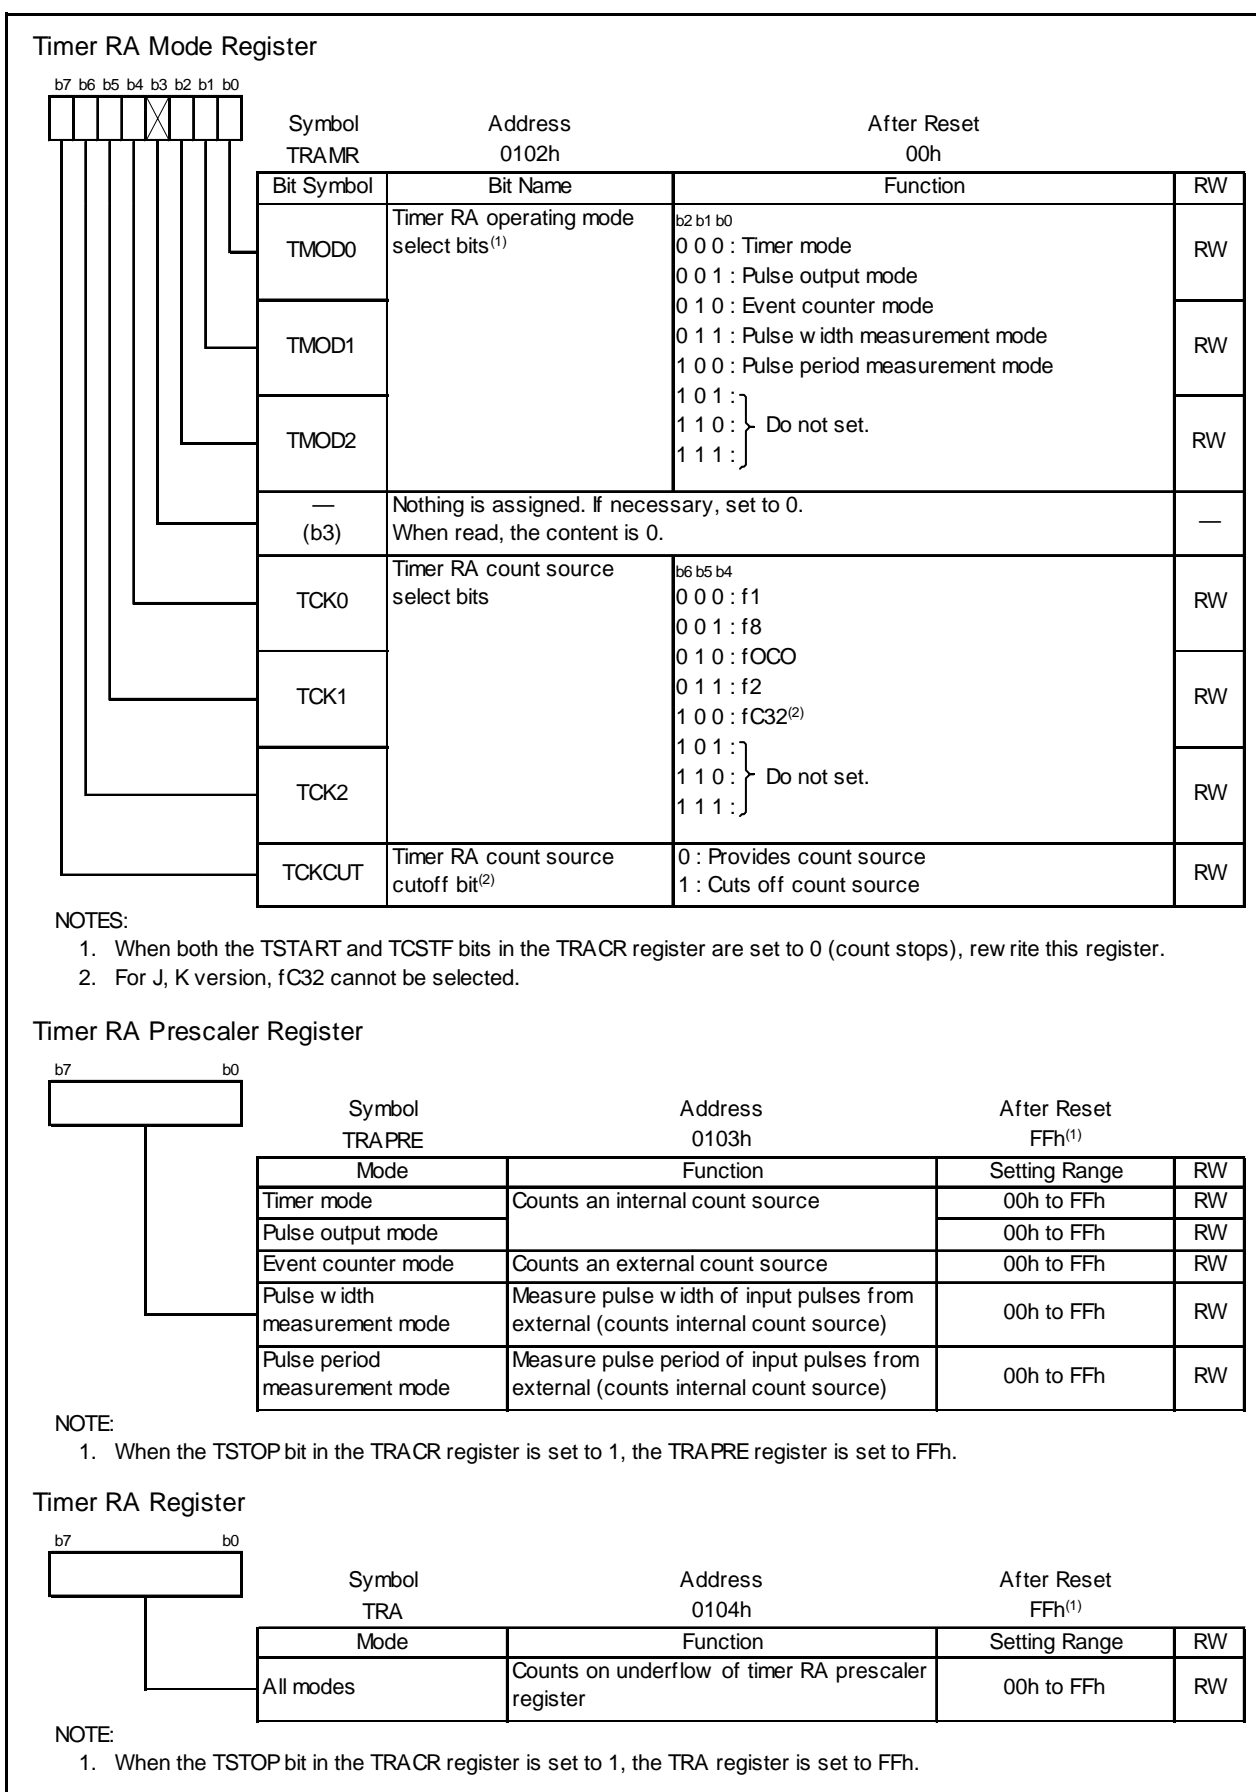 Timer RA Mode Register
b7 b6 b5 b4 b3 b2 b1 b0
Symbol Address After Reset
TRAMR 0102h 00h
Bit Symbol Bit Name Function RW
TMOD0 Timer RA operating mode select bits(1) b2 b1 b0 RW
0 0 0 : Timer mode
0 0 1 : Pulse output mode
0 1 0 : Event counter mode
TMOD1 0 1 1 : Pulse width measurement mode RW
1 0 0 : Pulse period measurement mode
1 0 1 :
TMOD2 1 1 0 : Do not set. RW
1 1 1 :
— (b3) Nothing is assigned. If necessary, set to 0. —
When read, the content is 0.
TCK0 Timer RA count source select bits b6 b5 b4 RW
0 0 0 : f1
0 0 1 : f8
0 1 0 : fOCO
TCK1 0 1 1 : f2 RW
1 0 0 : fC32(2)
1 0 1 :
TCK2 1 1 0 : Do not set. RW
1 1 1 :
TCKCUT Timer RA count source cutoff bit(2) 0 : Provides count source RW
1 : Cuts off count source
NOTES:
1. When both the TSTART and TCSTF bits in the TRACR register are set to 0 (count stops), rewrite this register.
2. For J, K version, fC32 cannot be selected.
Timer RA Prescaler Register
b7 b0
Symbol Address After Reset
TRAPRE 0103h FFh(1)
Mode Function Setting Range RW
Timer mode Counts an internal count source 00h to FFh RW
Pulse output mode 00h to FFh RW
Event counter mode Counts an external count source 00h to FFh RW
Pulse width Measure pulse width of input pulses from
measurement mode external (counts internal count source) 00h to FFh RW
Pulse period Measure pulse period of input pulses from
measurement mode external (counts internal count source) 00h to FFh RW
NOTE:
1. When the TSTOP bit in the TRACR register is set to 1, the TRAPRE register is set to FFh.
Timer RA Register
b7 b0
Symbol Address After Reset
TRA 0104h FFh(1)
Mode Function Setting Range RW
All modes Counts on underflow of timer RA prescaler 00h to FFh RW
register
NOTE:
1. When the TSTOP bit in the TRACR register is set to 1, the TRA register is set to FFh.